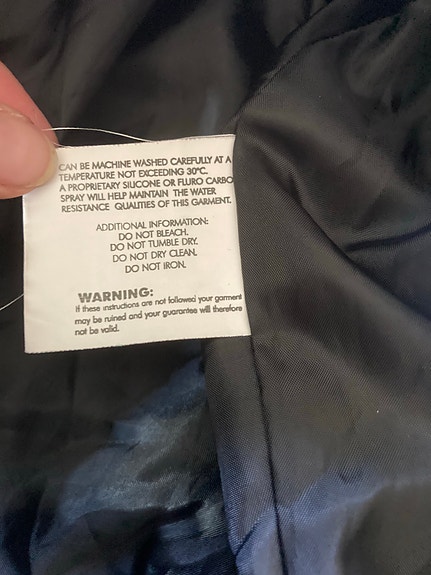 CAN BE MACHINE WASHED CAREFULLY AT A
TEMPERATURE NOT EXCEEDING 30°C.
A PROPRIETARY SILICONE OR FLURO CARBO
SPRAY WILL HELP MAINTAIN THE WATER
RESISTANCE QUALITIES OF THIS GARMENT.
ADDITIONAL INFORMATION:
DO NOT BLEACH.
DO NOT TUMBLE DRY.
DO NOT DRY CLEAN.
DO NOT IRON.
WARNING:
If these instructions are not followed your garment
may be ruined and your guarantee will therefore
not be valid.